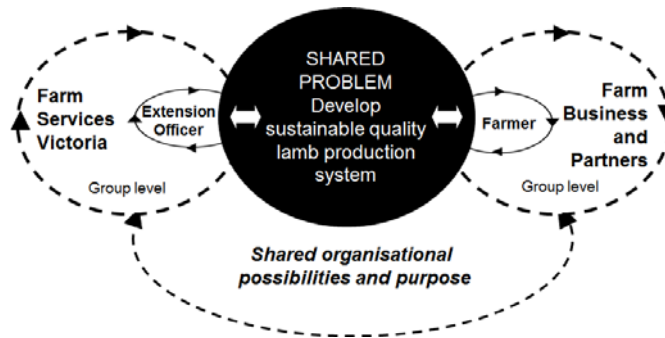 Farm
Services
Victoria
Extension
Officer
Group level
SHARED
PROBLEM
Develop
sustainable quality
lamb production
system
Farmer
Farm
Business
and
Partners
Group level
Shared organisational
possibilities and purpose